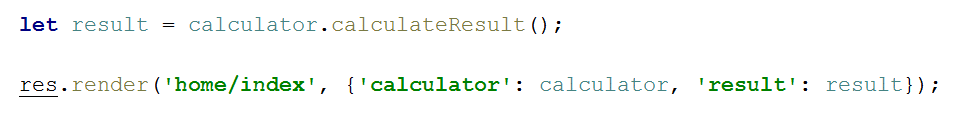 let result = calculator.calculateResult();
res.render('home/index', {'calculator': calculator, 'result': result});